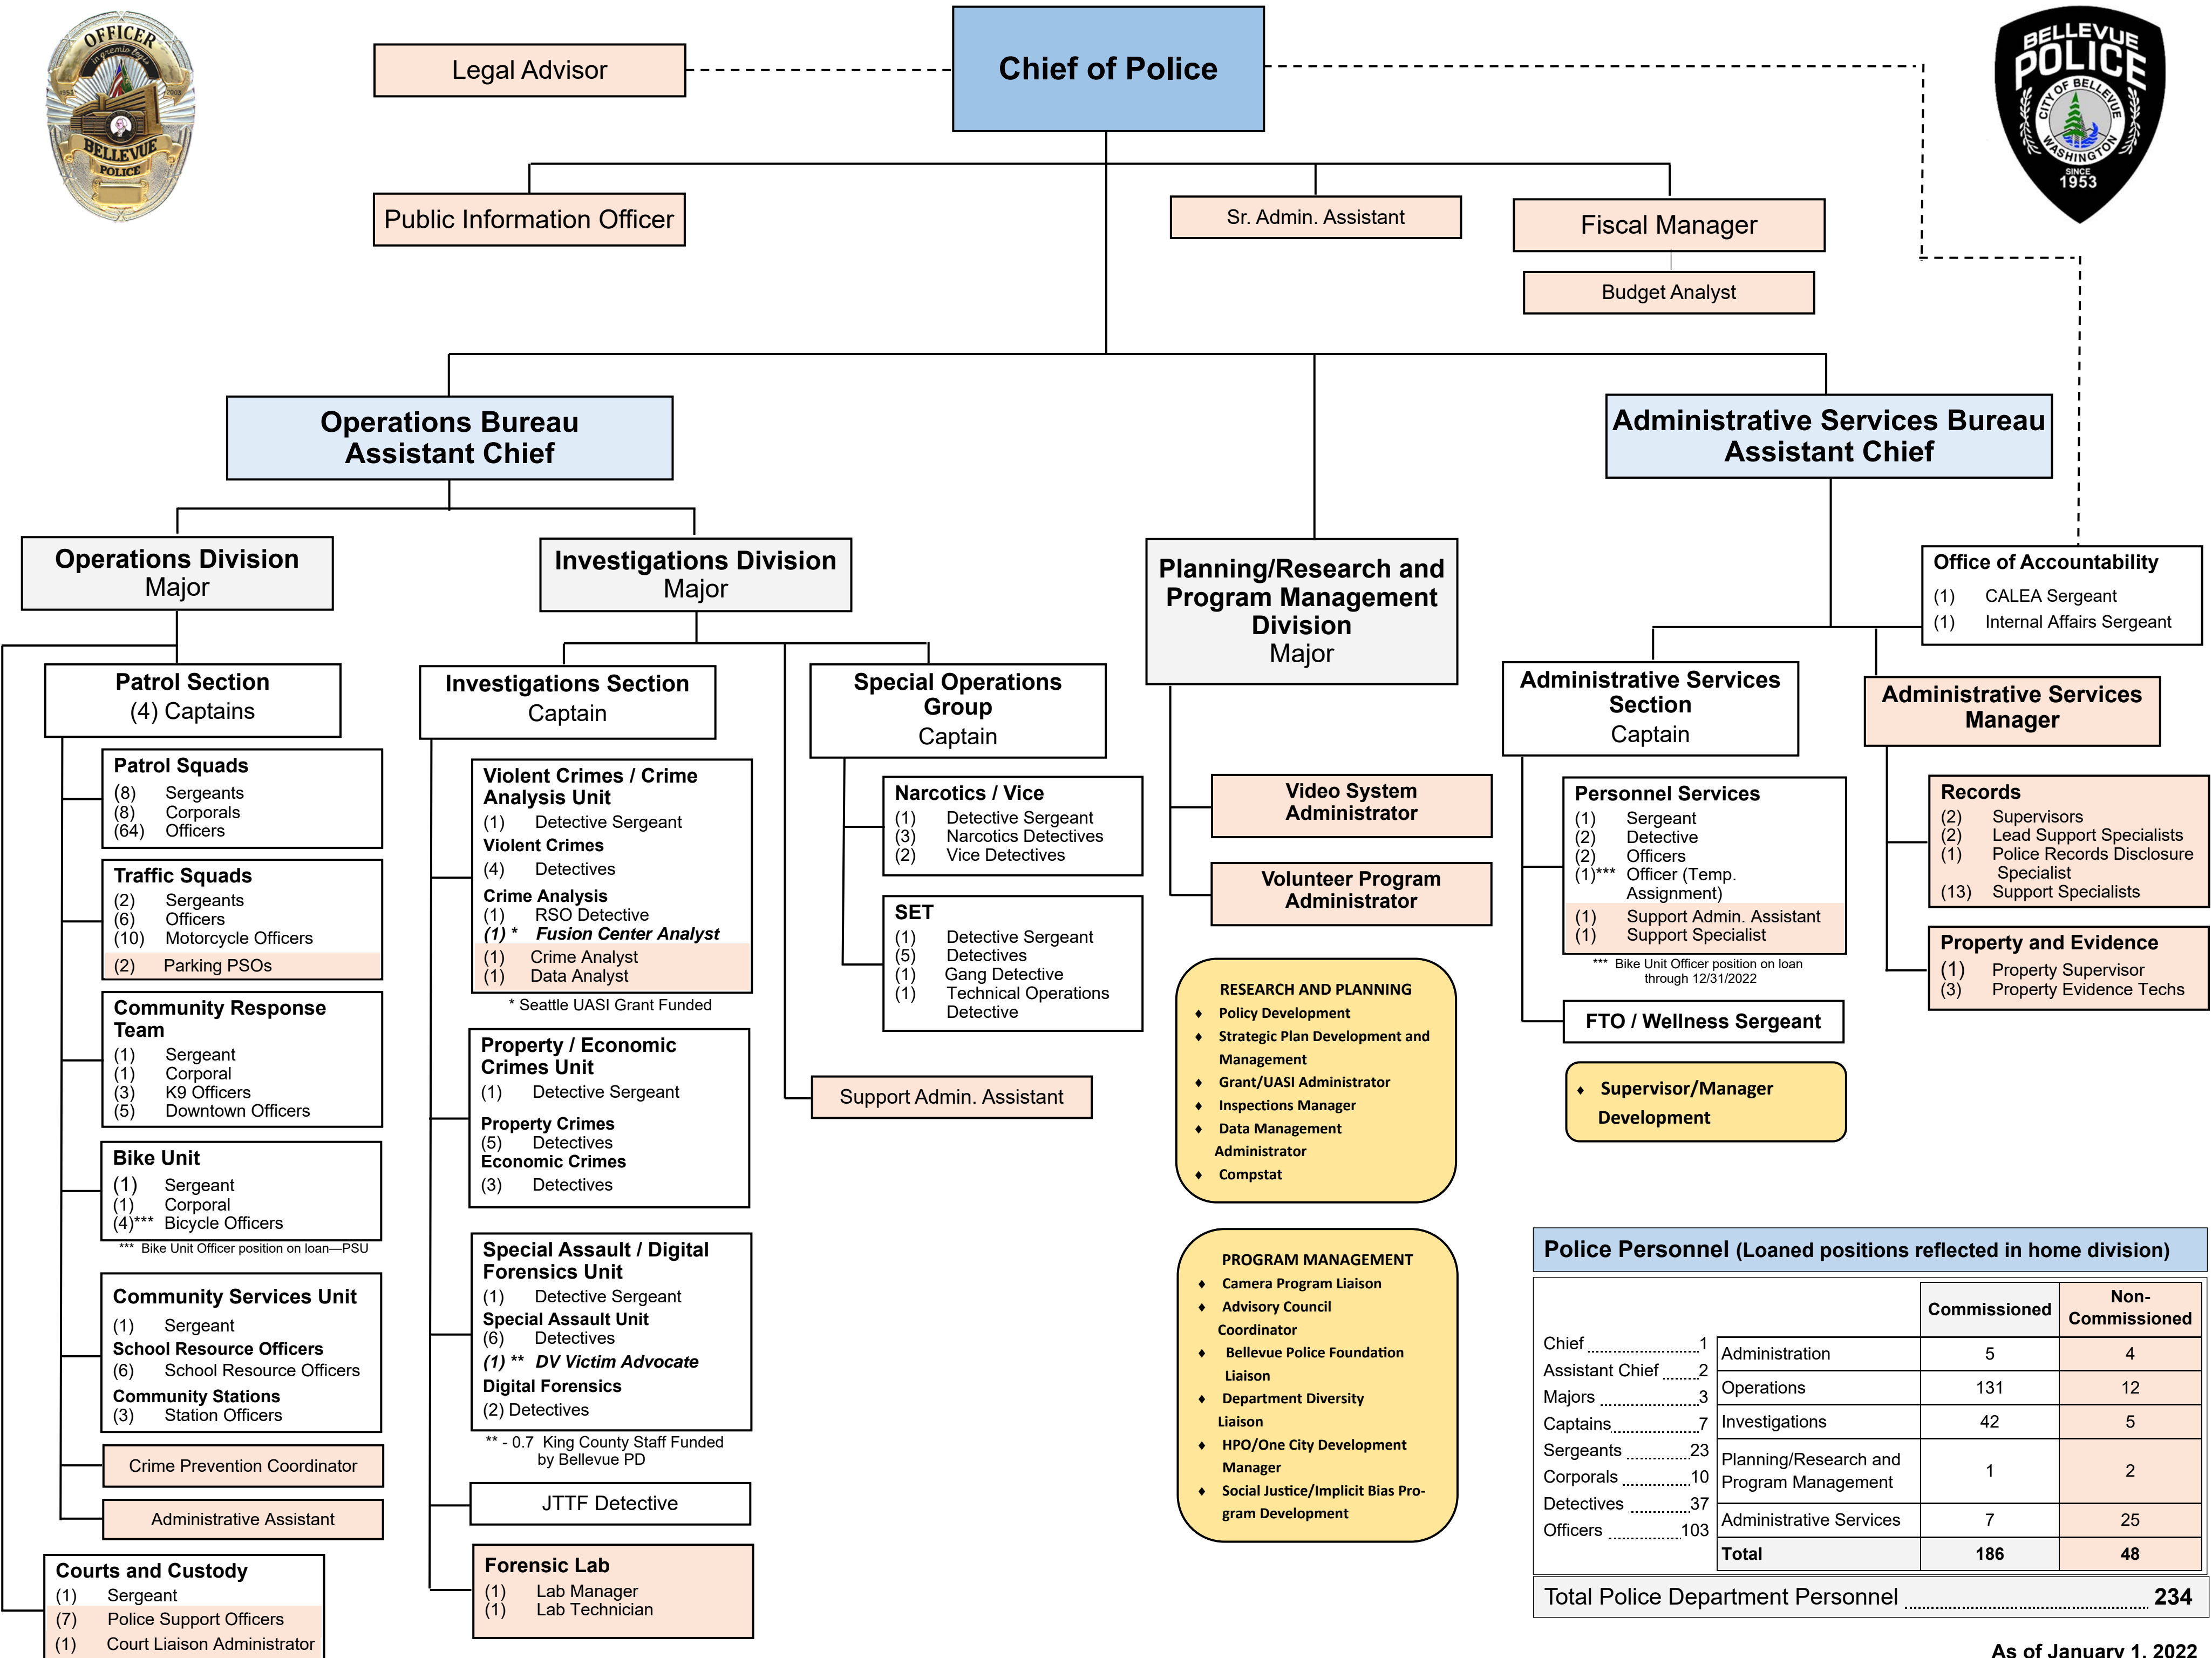 OFFICER
in gremio legis
1953
2003
BELLEVUE
POLICE
Legal Advisor
Chief of Police
BELLEVUE
POLICE
CITY OF BELLEVUE
WASHINGTON
SINCE
1953
Public Information Officer
Sr. Admin. Assistant
Fiscal Manager
Budget Analyst
Operations Bureau
Assistant Chief
Administrative Services Bureau
Assistant Chief
Operations Division
Major
Investigations Division
Major
Planning/Research and
Program Management
Division
Major
Office of Accountability
(1) CALEA Sergeant
(1) Internal Affairs Sergeant
Patrol Section
(4) Captains
Patrol Squads
(8) Sergeants
(8) Corporals
(64) Officers
Traffic Squads
(2) Sergeants
(6) Officers
(10) Motorcycle Officers
(2) Parking PSOs
Community Response
Team
(1) Sergeant
(1) Corporal
(3) K9 Officers
(5) Downtown Officers
Bike Unit
(1) Sergeant
(1) Corporal
(4)*** Bicycle Officers
*** Bike Unit Officer position on loan—PSU
Community Services Unit
(1) Sergeant
School Resource Officers
(6) School Resource Officers
Community Stations
(3) Station Officers
Crime Prevention Coordinator
Administrative Assistant
Courts and Custody
(1) Sergeant
(7) Police Support Officers
(1) Court Liaison Administrator
Investigations Section
Captain
Violent Crimes / Crime
Analysis Unit
(1) Detective Sergeant
Violent Crimes
(4) Detectives
Crime Analysis
(1) RSO Detective
(1) * Fusion Center Analyst
(1) Crime Analyst
(1) Data Analyst
* Seattle UASI Grant Funded
Property / Economic
Crimes Unit
(1) Detective Sergeant
Property Crimes
(5) Detectives
Economic Crimes
(3) Detectives
Special Assault / Digital
Forensics Unit
(1) Detective Sergeant
Special Assault Unit
(6) Detectives
(1) ** DV Victim Advocate
Digital Forensics
(2) Detectives
** - 0.7 King County Staff Funded
by Bellevue PD
JTTF Detective
Forensic Lab
(1) Lab Manager
(1) Lab Technician
Special Operations
Group
Captain
Narcotics / Vice
(1) Detective Sergeant
(3) Narcotics Detectives
(2) Vice Detectives
SET
(1) Detective Sergeant
(5) Detectives
(1) Gang Detective
(1) Technical Operations
Detective
Support Admin. Assistant
Video System
Administrator
Volunteer Program
Administrator
RESEARCH AND PLANNING
♦ Policy Development
♦ Strategic Plan Development and
Management
♦ Grant/UASI Administrator
♦ Inspections Manager
♦ Data Management
Administrator
♦ Compstat
PROGRAM MANAGEMENT
♦ Camera Program Liaison
♦ Advisory Council
Coordinator
♦ Bellevue Police Foundation
Liaison
♦ Department Diversity
Liaison
♦ HPO/One City Development
Manager
♦ Social Justice/Implicit Bias Pro-
gram Development
Administrative Services
Section
Captain
Personnel Services
(1) Sergeant
(2) Detective
(2) Officers
(1)*** Officer (Temp.
Assignment)
(1) Support Admin. Assistant
(1) Support Specialist
*** Bike Unit Officer position on loan
through 12/31/2022
FTO / Wellness Sergeant
♦ Supervisor/Manager
Development
Administrative Services
Manager
Records
(2) Supervisors
(2) Lead Support Specialists
(1) Police Records Disclosure
Specialist
(13) Support Specialists
Property and Evidence
(1) Property Supervisor
(3) Property Evidence Techs
Police Personnel (Loaned positions reflected in home division)
Chief ........................1
Assistant Chief .......2
Majors .....................3
Captains..................7
Sergeants .............23
Corporals .............10
Detectives ............37
Officers ...............103
Commissioned Non-
Commissioned
Administration 5 4
Operations 131 12
Investigations 42 5
Planning/Research and
Program Management 1 2
Administrative Services 7 25
Total 186 48
Total Police Department Personnel ................................................ 234
As of January 1, 2022